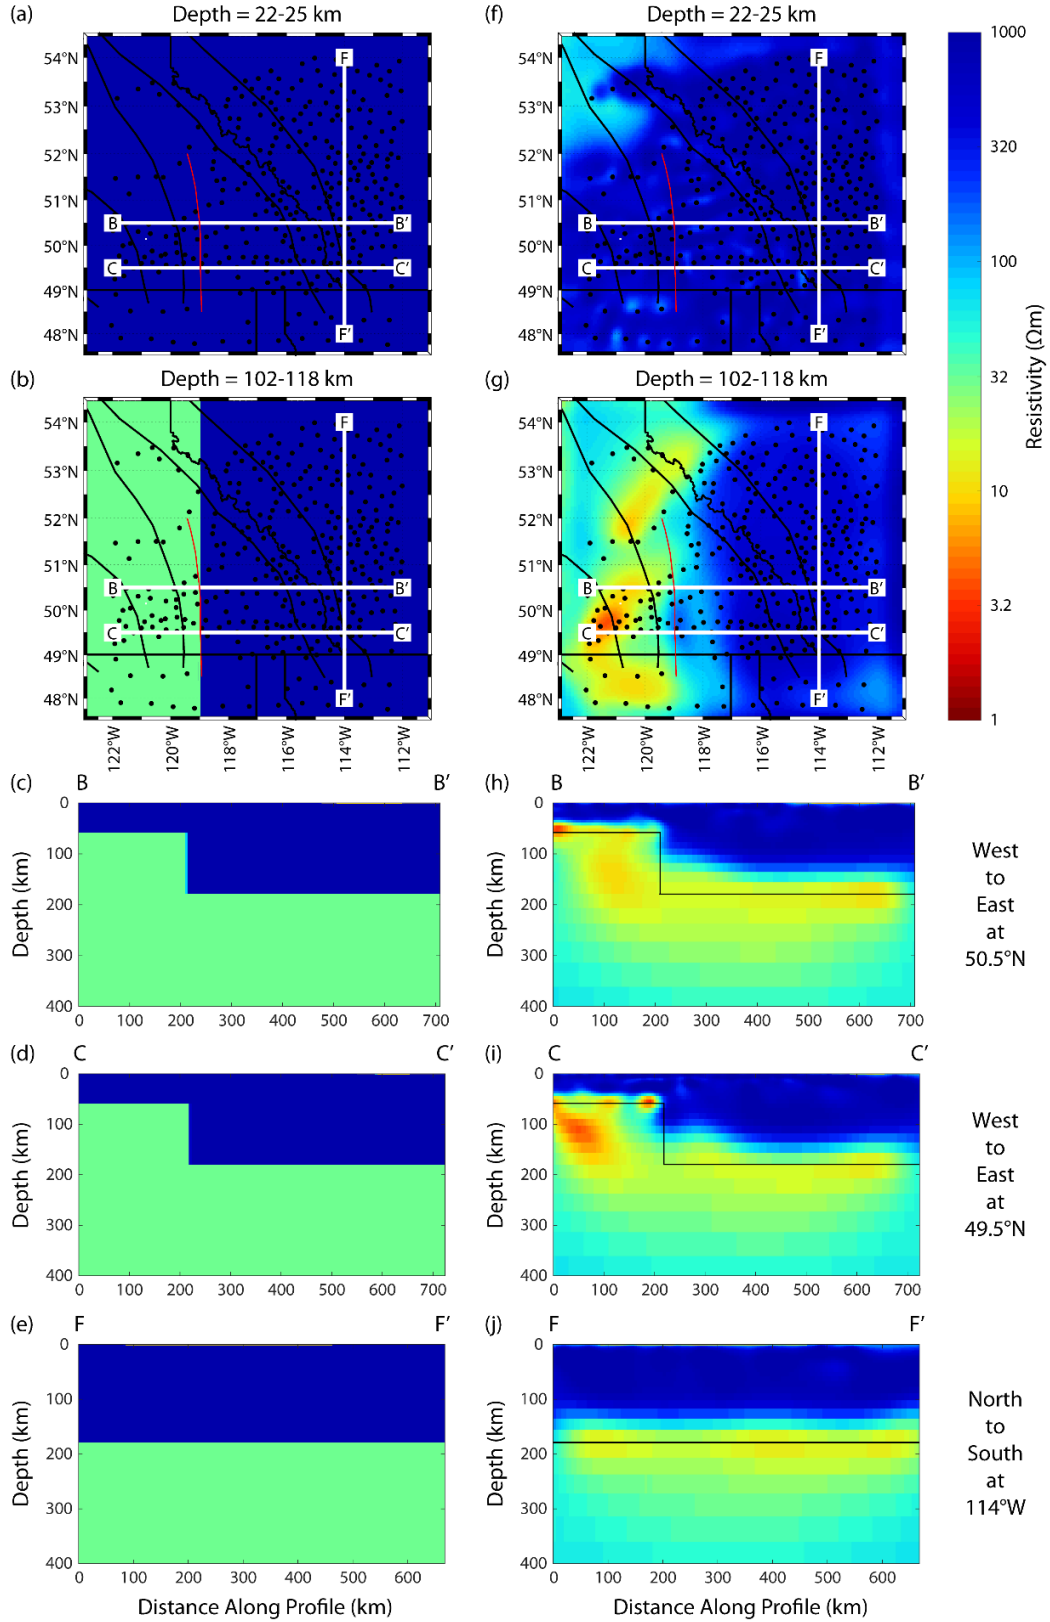 (a) Depth = 22-25 km
54°N
53°N
52°N
51°N
50°N
49°N
48°N
F
B B′
C C′
F′
(f) Depth = 22-25 km
54°N
53°N
52°N
51°N
50°N
49°N
48°N
F
B B′
C C′
F′
1000
320
100
32
10
3.2
1
Resistivity (Ωm)
(b) Depth = 102-118 km
54°N
53°N
52°N
51°N
50°N
49°N
48°N
F
B B′
C C′
F′
122°W 120°W 118°W 116°W 114°W 112°W
(g) Depth = 102-118 km
54°N
53°N
52°N
51°N
50°N
49°N
48°N
F
B B′
C C′
F′
122°W 120°W 118°W 116°W 114°W 112°W
(c) B B′
0
100
200
300
400
Depth (km)
0 100 200 300 400 500 600 700
(h) B B′
0
100
200
300
400
Depth (km)
0 100 200 300 400 500 600 700
West
to
East
at
50.5°N
(d) C C′
0
100
200
300
400
Depth (km)
0 100 200 300 400 500 600 700
(i) C C′
0
100
200
300
400
Depth (km)
0 100 200 300 400 500 600 700
West
to
East
at
49.5°N
(e) F F′
0
100
200
300
400
Depth (km)
0 100 200 300 400 500 600
Distance Along Profile (km)
(j) F F′
0
100
200
300
400
Depth (km)
0 100 200 300 400 500 600
Distance Along Profile (km)
North
to
South
at
114°W